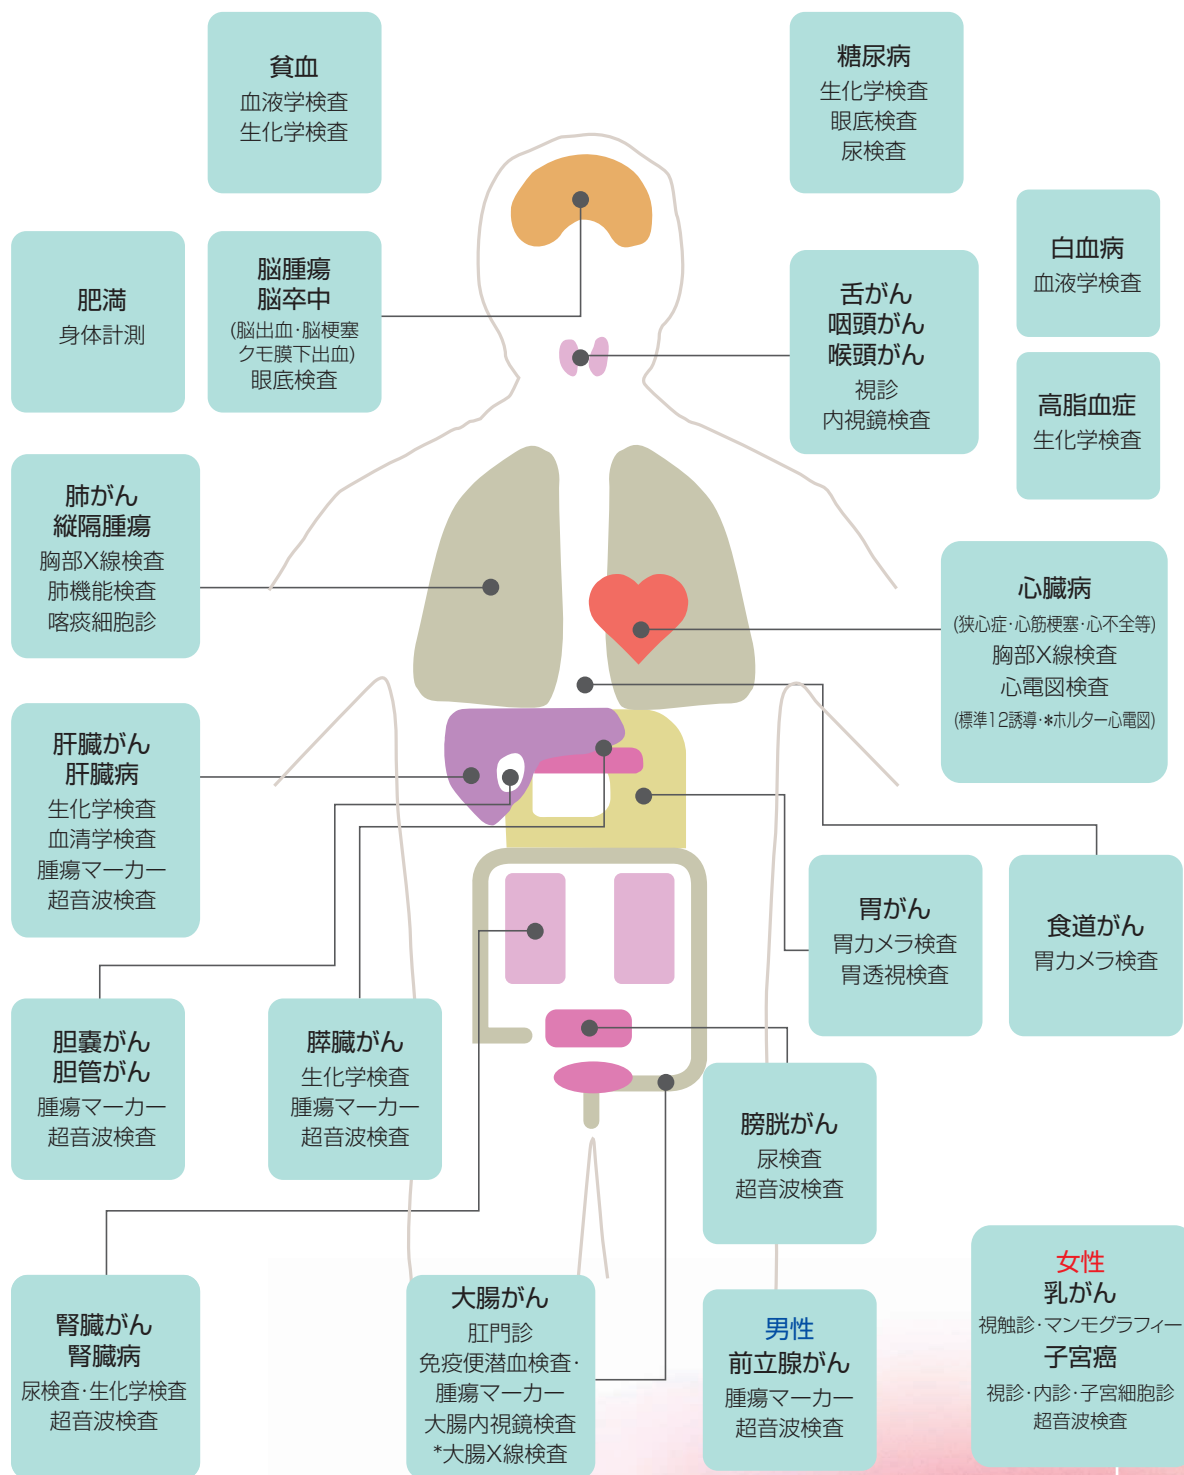 貧血
血液学検査
生化学検査
糖尿病
生化学検査
眼底検査
尿検査
肥満
身体計測
脳腫瘍
脳卒中
(脳出血・脳梗塞
クモ膜下出血)
眼底検査
舌がん
咽頭がん
喉頭がん
視診
内視鏡検査
白血病
血液学検査
高脂血症
生化学検査
肺がん
縦隔腫瘍
胸部X線検査
肺機能検査
喀痰細胞診
心臓病
(狭心症・心筋梗塞・心不全等)
胸部X線検査
心電図検査
(標準12誘導・*ホルター心電図)
肝臓がん
肝臓病
生化学検査
血清学検査
腫瘍マーカー
超音波検査
胃がん
胃カメラ検査
胃透視検査
食道がん
胃カメラ検査
胆嚢がん
胆管がん
腫瘍マーカー
超音波検査
膵臓がん
生化学検査
腫瘍マーカー
超音波検査
膀胱がん
尿検査
超音波検査
腎臓がん
腎臓病
尿検査・生化学検査
超音波検査
大腸がん
肛門診
免疫便潜血検査・
腫瘍マーカー
大腸内視鏡検査
*大腸X線検査
男性
前立腺がん
腫瘍マーカー
超音波検査
女性
乳がん
視触診・マンモグラフィー
子宮癌
視診・内診・子宮細胞診
超音波検査